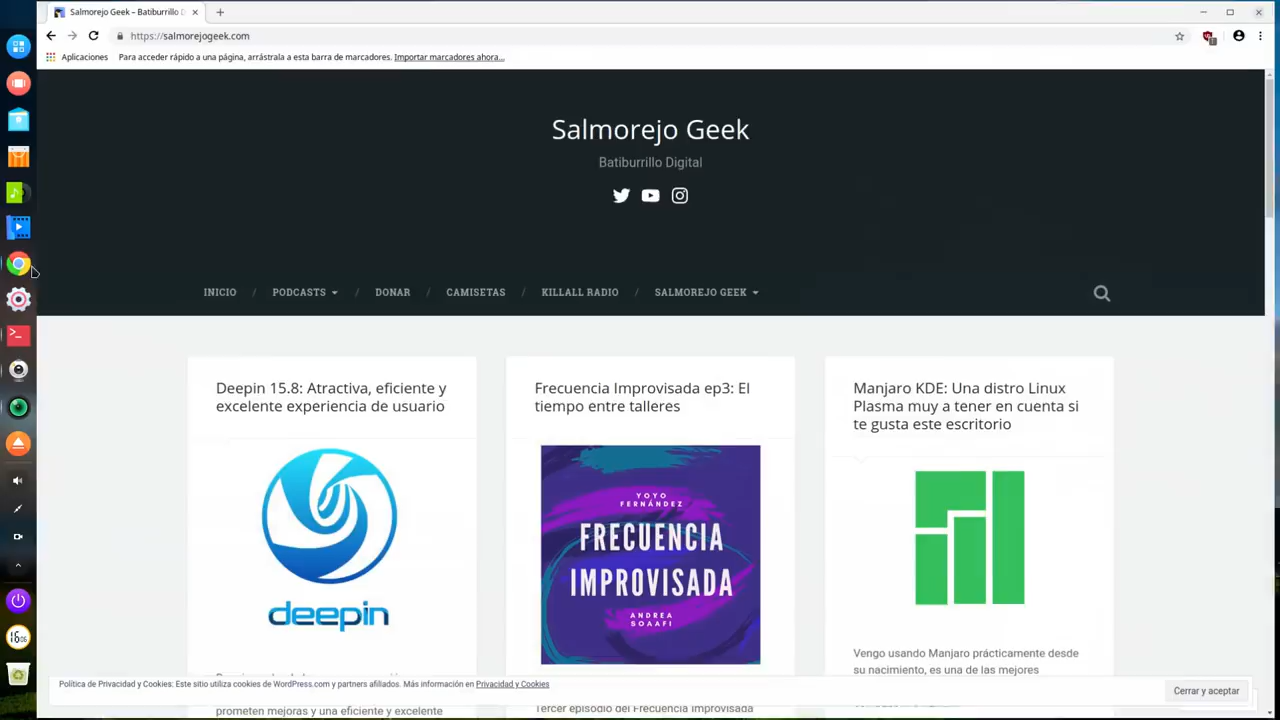 Salmorejo Geek – Batiburrillo D
https://salmorejogeek.com
Aplicaciones
Para acceder rápido a una página, arrástrala a esta barra de marcadores. Importar marcadores ahora...
Salmorejo Geek
Batiburrillo Digital
INICIO / PODCASTS / DONAR / CAMISETAS / KILLALL RADIO / SALMOREJO GEEK
Deepin 15.8: Atractiva, eficiente y
excelente experiencia de usuario
deepin
Frecuencia Improvisada ep3: El
tiempo entre talleres
YOYO
FERNÁNDEZ
FRECUENCIA
IMPROVISADA
ANDREA
SOAAFI
Manjaro KDE: Una distro Linux
Plasma muy a tener en cuenta si
te gusta este escritorio
Vengo usando Manjaro prácticamente desde
su nacimiento, es una de las mejores
Política de Privacidad y Cookies: Este sitio utiliza cookies de WordPress.com y partners afiliados. Más información en Privacidad y Cookies
Cerrar y aceptar
prometen mejoras y una eficiente y excelente
Tercer episodio del Frecuencia Improvisada
16 06